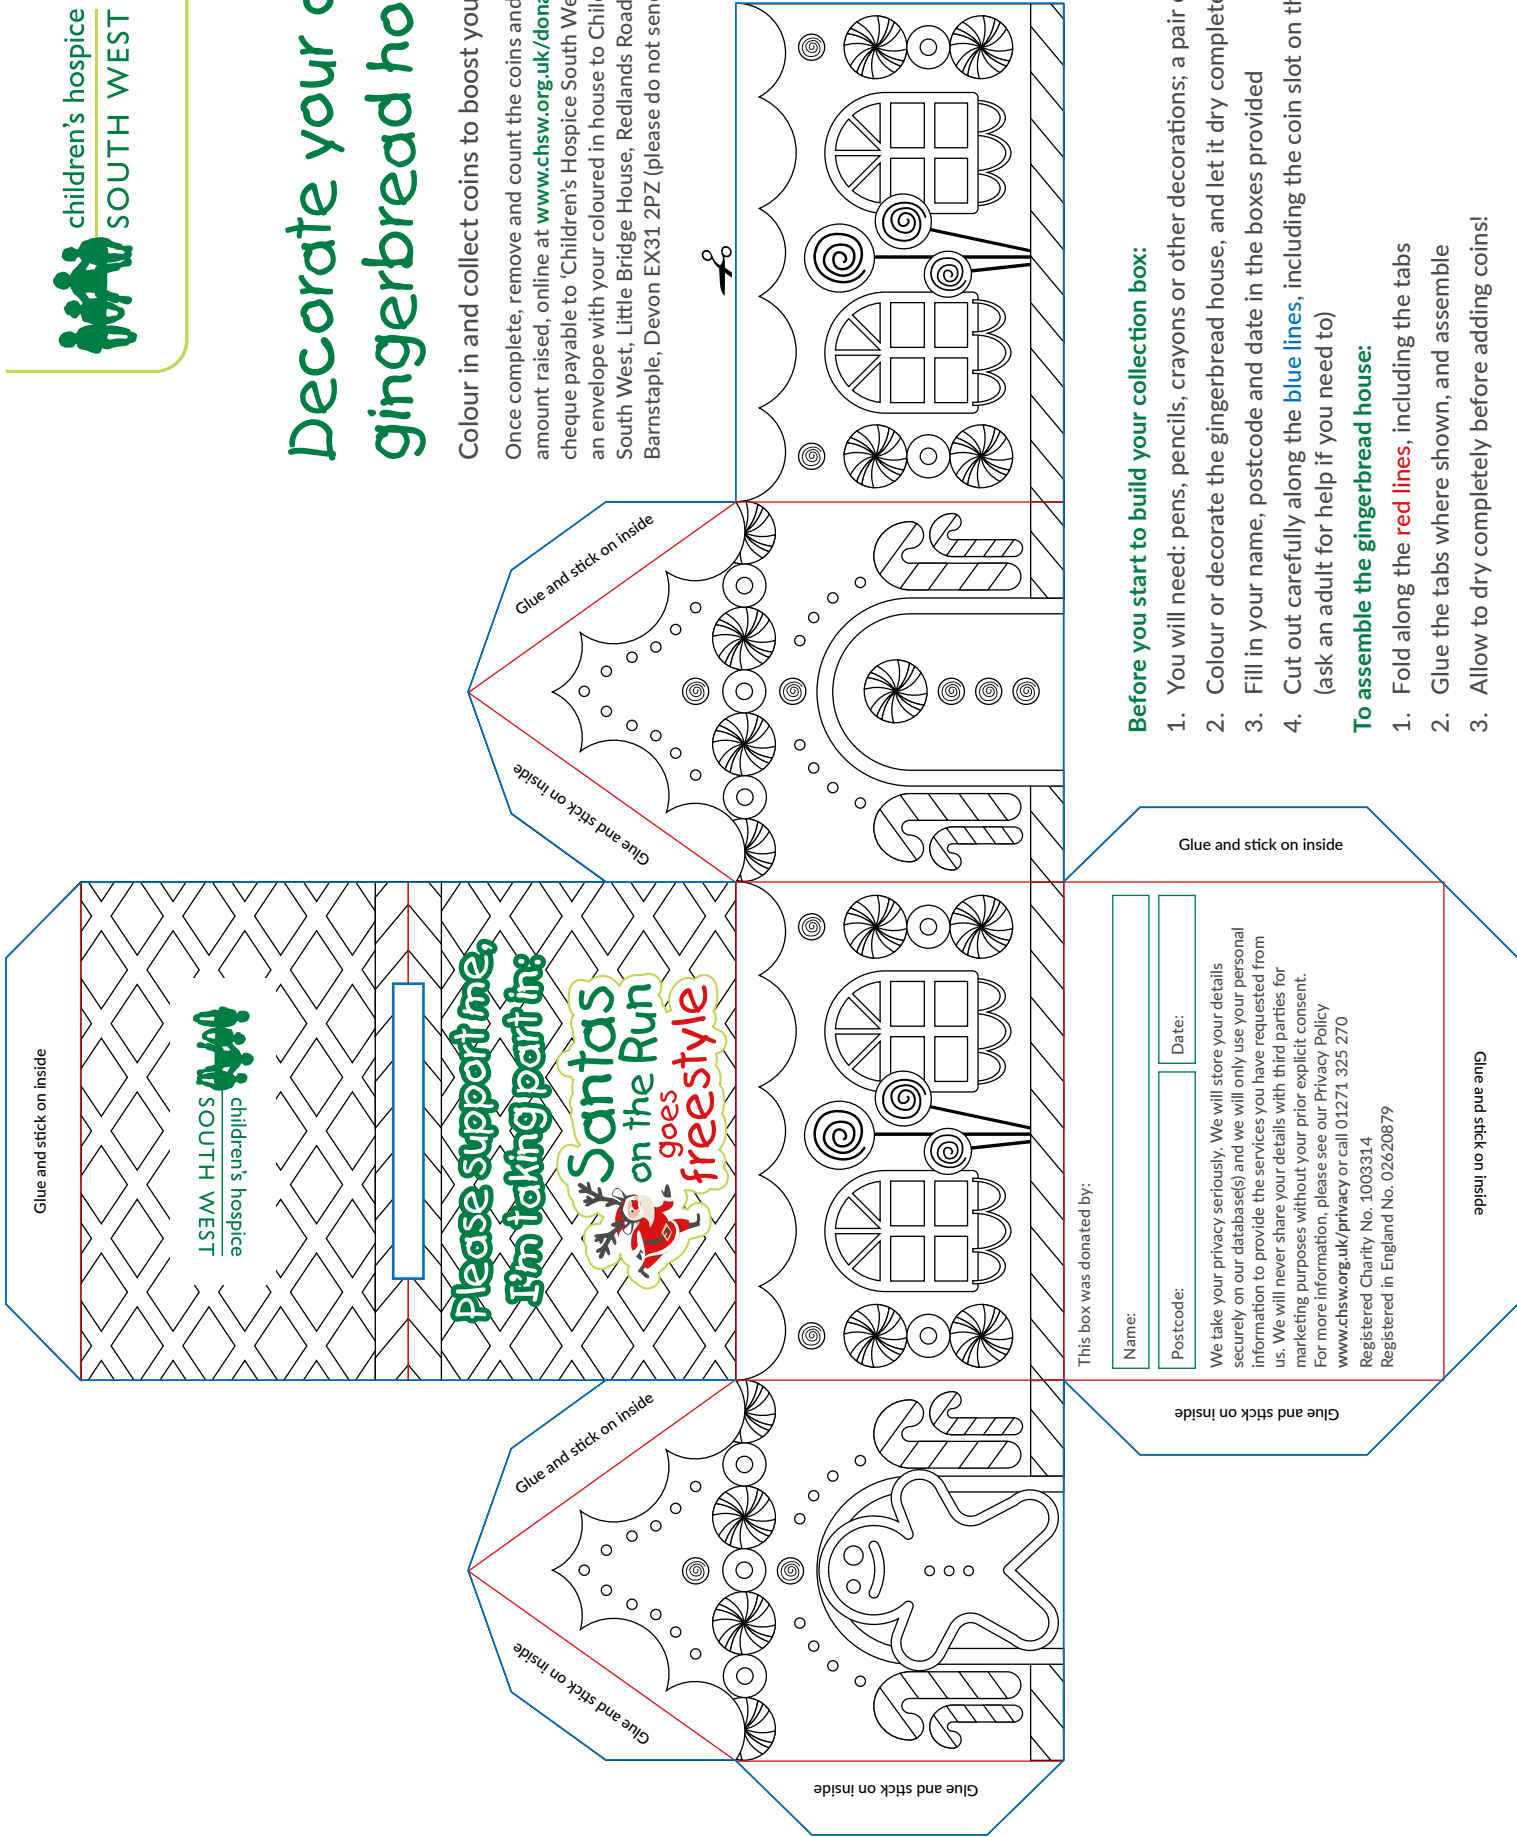 children's hospice
SOUTH WEST
Decorate your
gingerbread
Colour in and collect coins to boost
Once complete, remove and count the coins and
amount raised, online at www.chsw.org.uk/
cheque payable to 'Children's Hospice South
an envelope with your coloured in house to
South West, Little Bridge House, Redlands Road
Barnstaple, Devon EX31 2PZ (please do not
Before you start to build your collection box:
1. You will need: pens, pencils, crayons or other decorations; a pair
2. Colour or decorate the gingerbread house, and let it dry
3. Fill in your name, postcode and date in the boxes provided
4. Cut out carefully along the blue lines, including the coin slot on
(ask an adult for help if you need to)
To assemble the gingerbread house:
1. Fold along the red lines, including the tabs
2. Glue the tabs where shown, and assemble
3. Allow to dry completely before adding coins!
Glue and stick on inside
Glue and stick on inside
Glue and stick on inside
children's hospice
SOUTH WEST
Please support me,
I'm taking part in:
Santas
on the Run
goes
freestyle
Glue and stick on inside
This box was donated by:
Name:
Postcode:
Date:
We take your privacy seriously. We will store your details
securely on our database(s) and we will only use your personal
information to provide the services you have requested from
us. We will never share your details with third parties for
marketing purposes without your prior explicit consent.
For more information, please see our Privacy Policy
www.chsw.org.uk/privacy or call 01271 325 270
Registered Charity No. 1003314
Registered in England No. 02620879
Glue and stick on inside
Glue and stick on inside
Glue and stick on inside
Glue and stick on inside
Glue and stick on inside
Glue and stick on inside